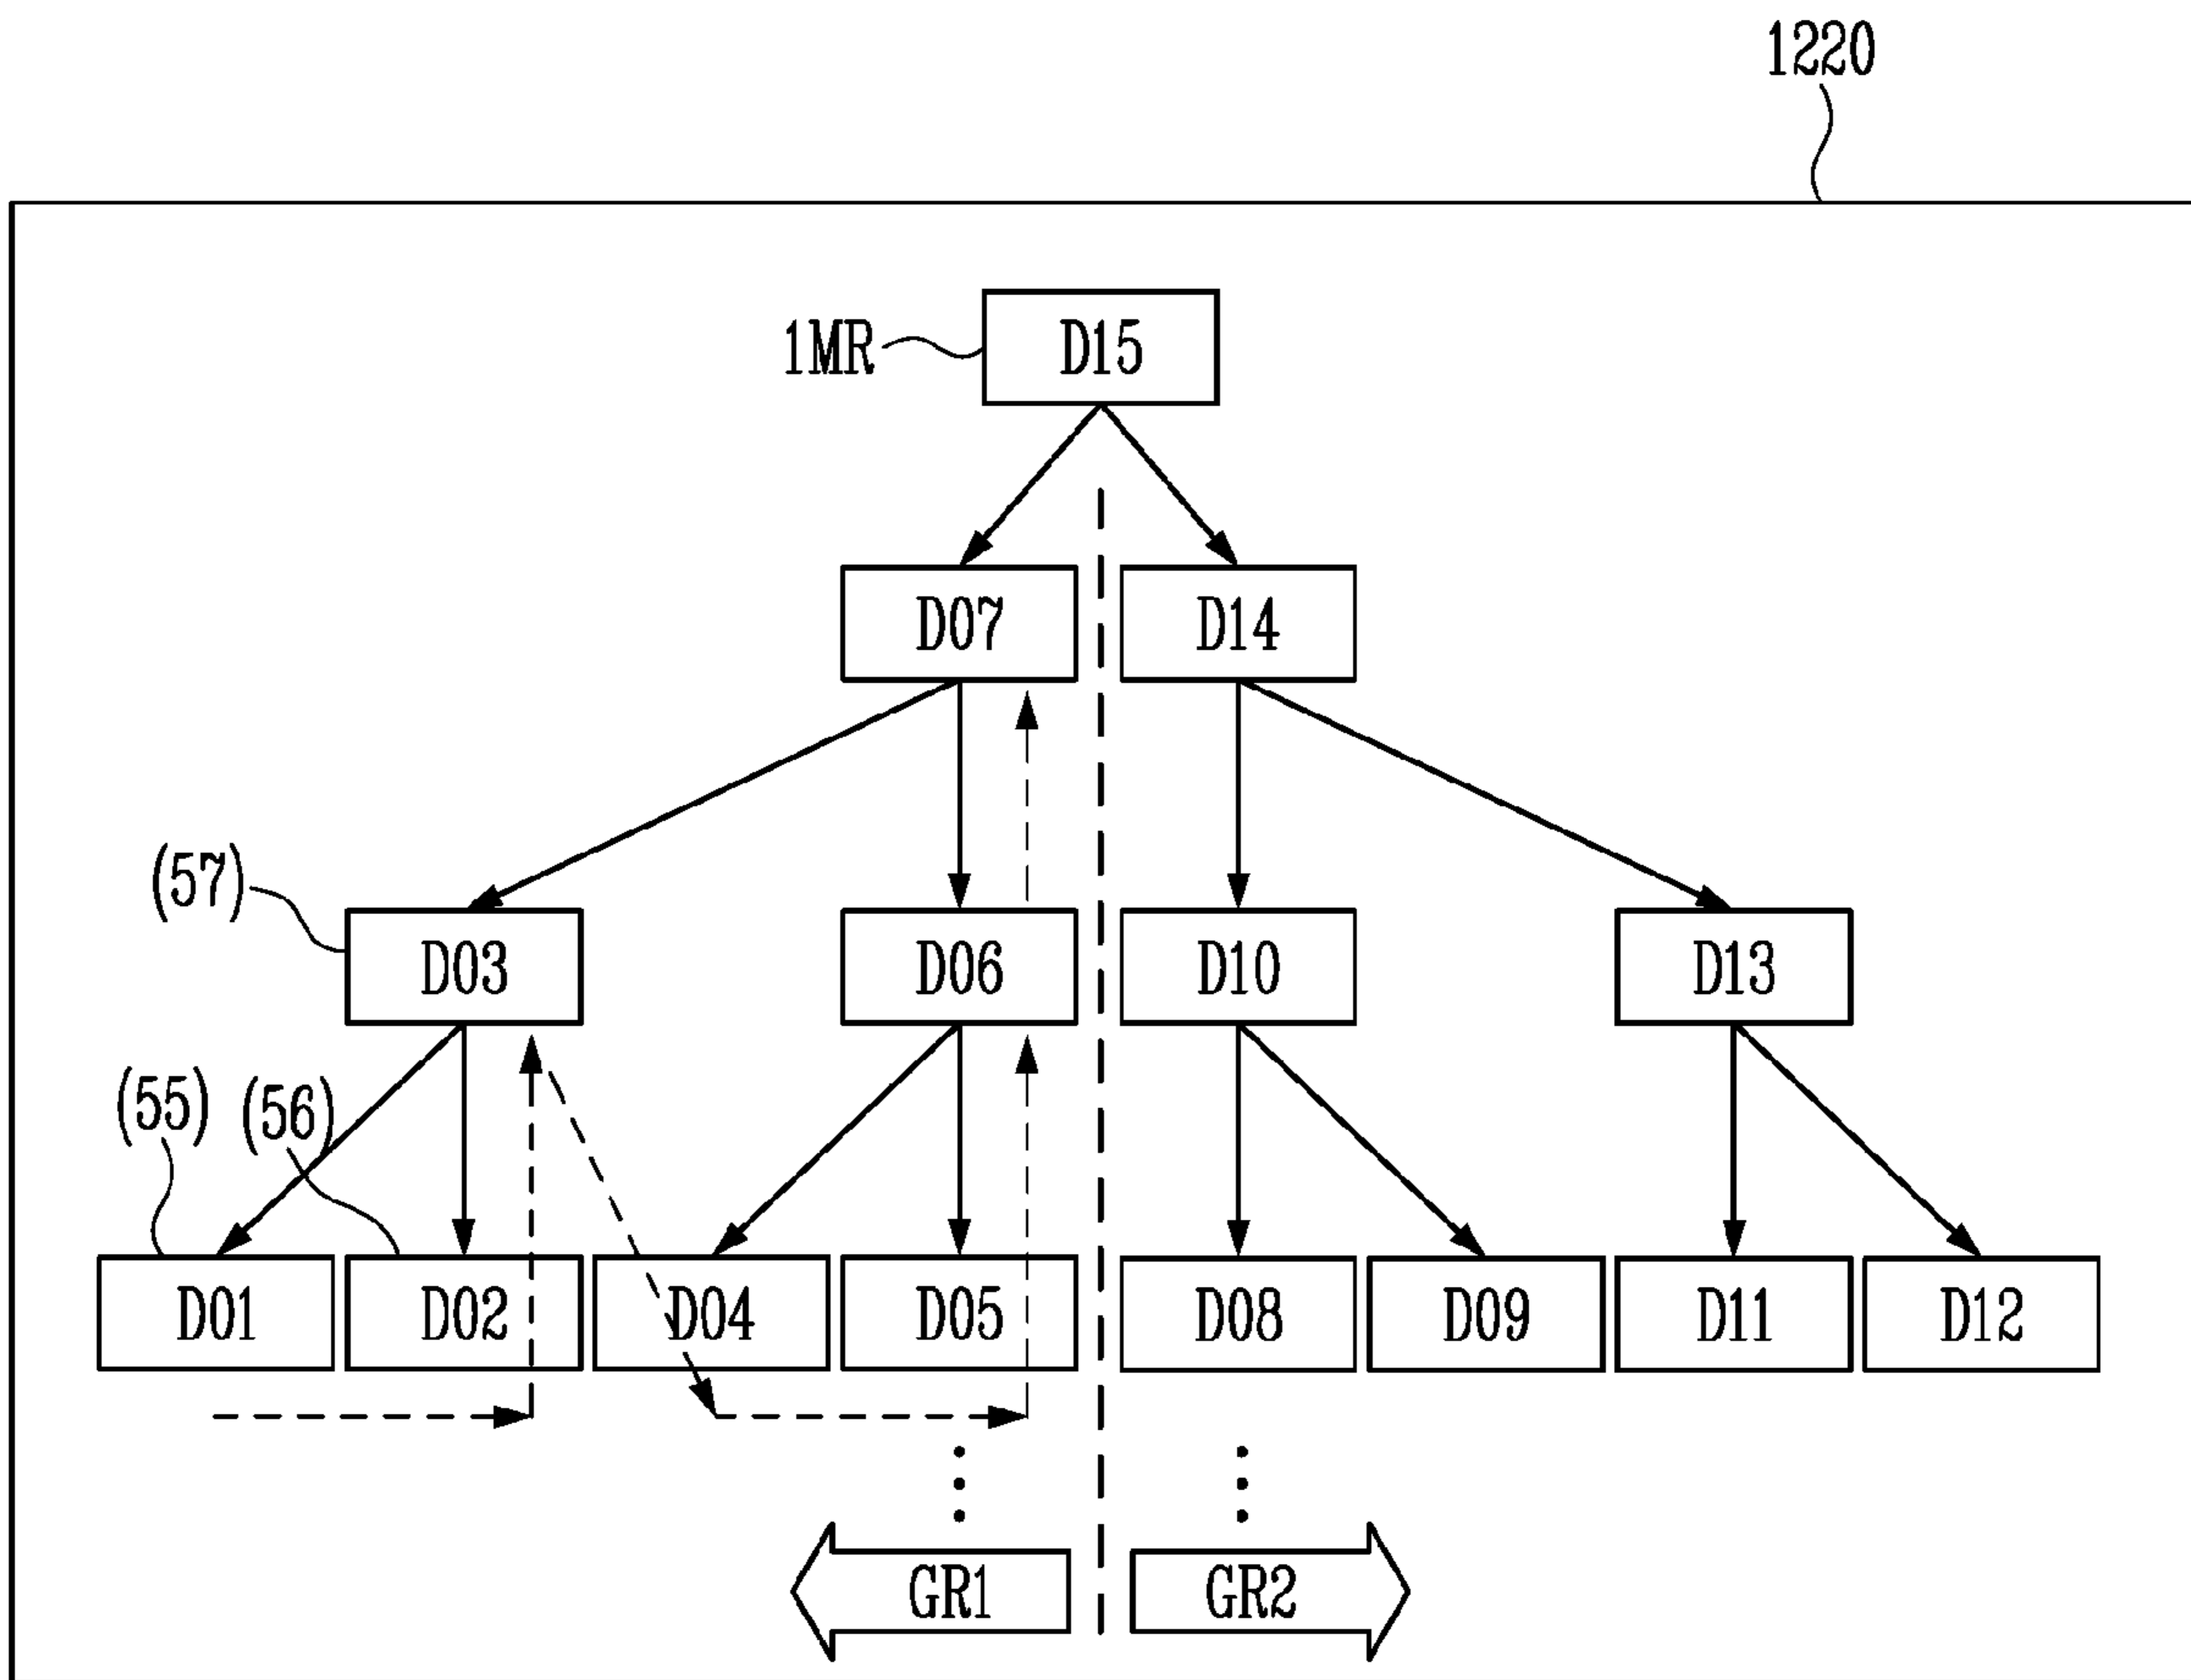 1220
1MR
D15
D07
D14
(57)
D03
D06
D10
D13
(55)
(56)
D01
D02
D04
D05
D08
D09
D11
D12
GR1
GR2